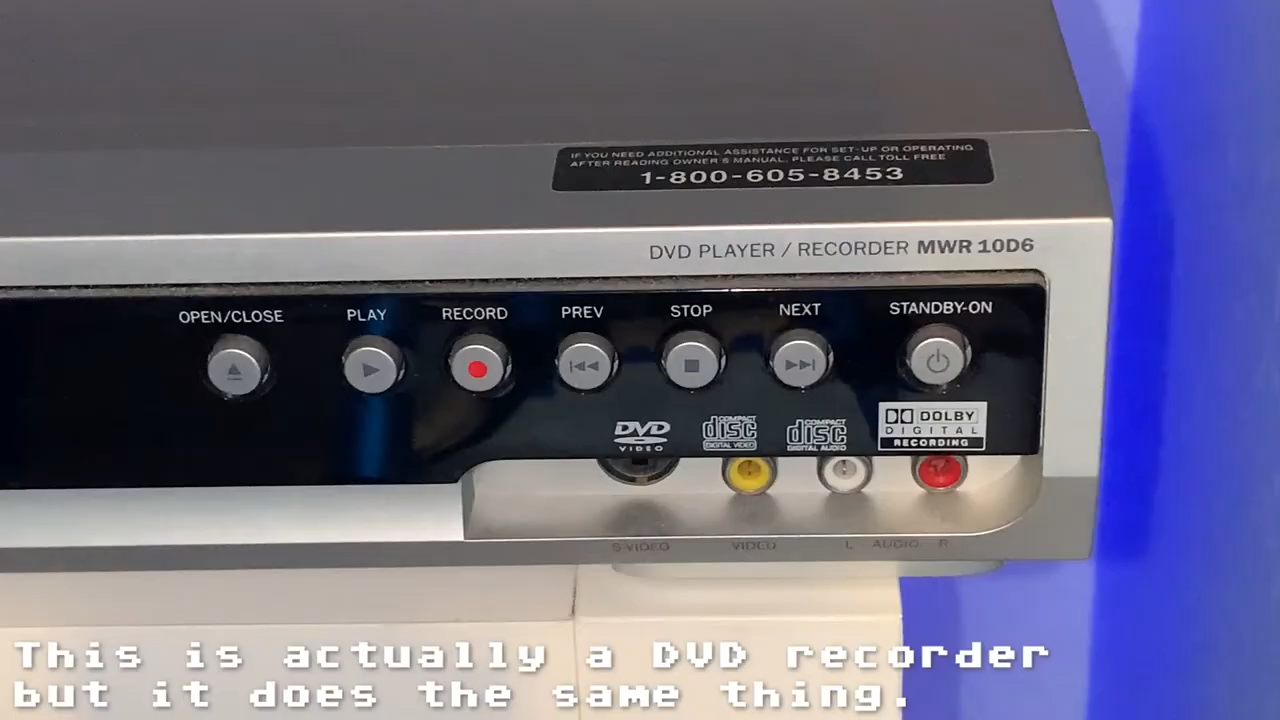 IF YOU NEED ADDITIONAL ASSISTANCE FOR SET-UP OR OPERATING
AFTER READING OWNER'S MANUAL, PLEASE CALL TOLL FREE
1-800-605-8453
DVD PLAYER / RECORDER MWR 10D6
OPEN/CLOSE PLAY RECORD PREV STOP NEXT STANDBY-ON
DVD VIDEO
COMPACT disc DIGITAL VIDEO
COMPACT disc DIGITAL AUDIO
DOLBY
DIGITAL
RECORDING
S-VIDEO VIDEO L AUDIO R
This is actually a DVD recorder
but it does the same thing.